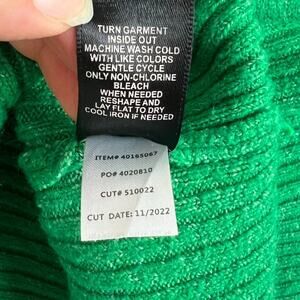 TURN GARMENT
INSIDE OUT
MACHINE WASH COLD
WITH LIKE COLORS
GENTLE CYCLE
ONLY NON-CHLORINE
BLEACH
WHEN NEEDED
RESHAPE AND
LAY FLAT TO DRY
COOL IRON IF NEEDED
ITEM# 40165067
PO# 4020810
CUT# 510022
CUT DATE: 11/2022